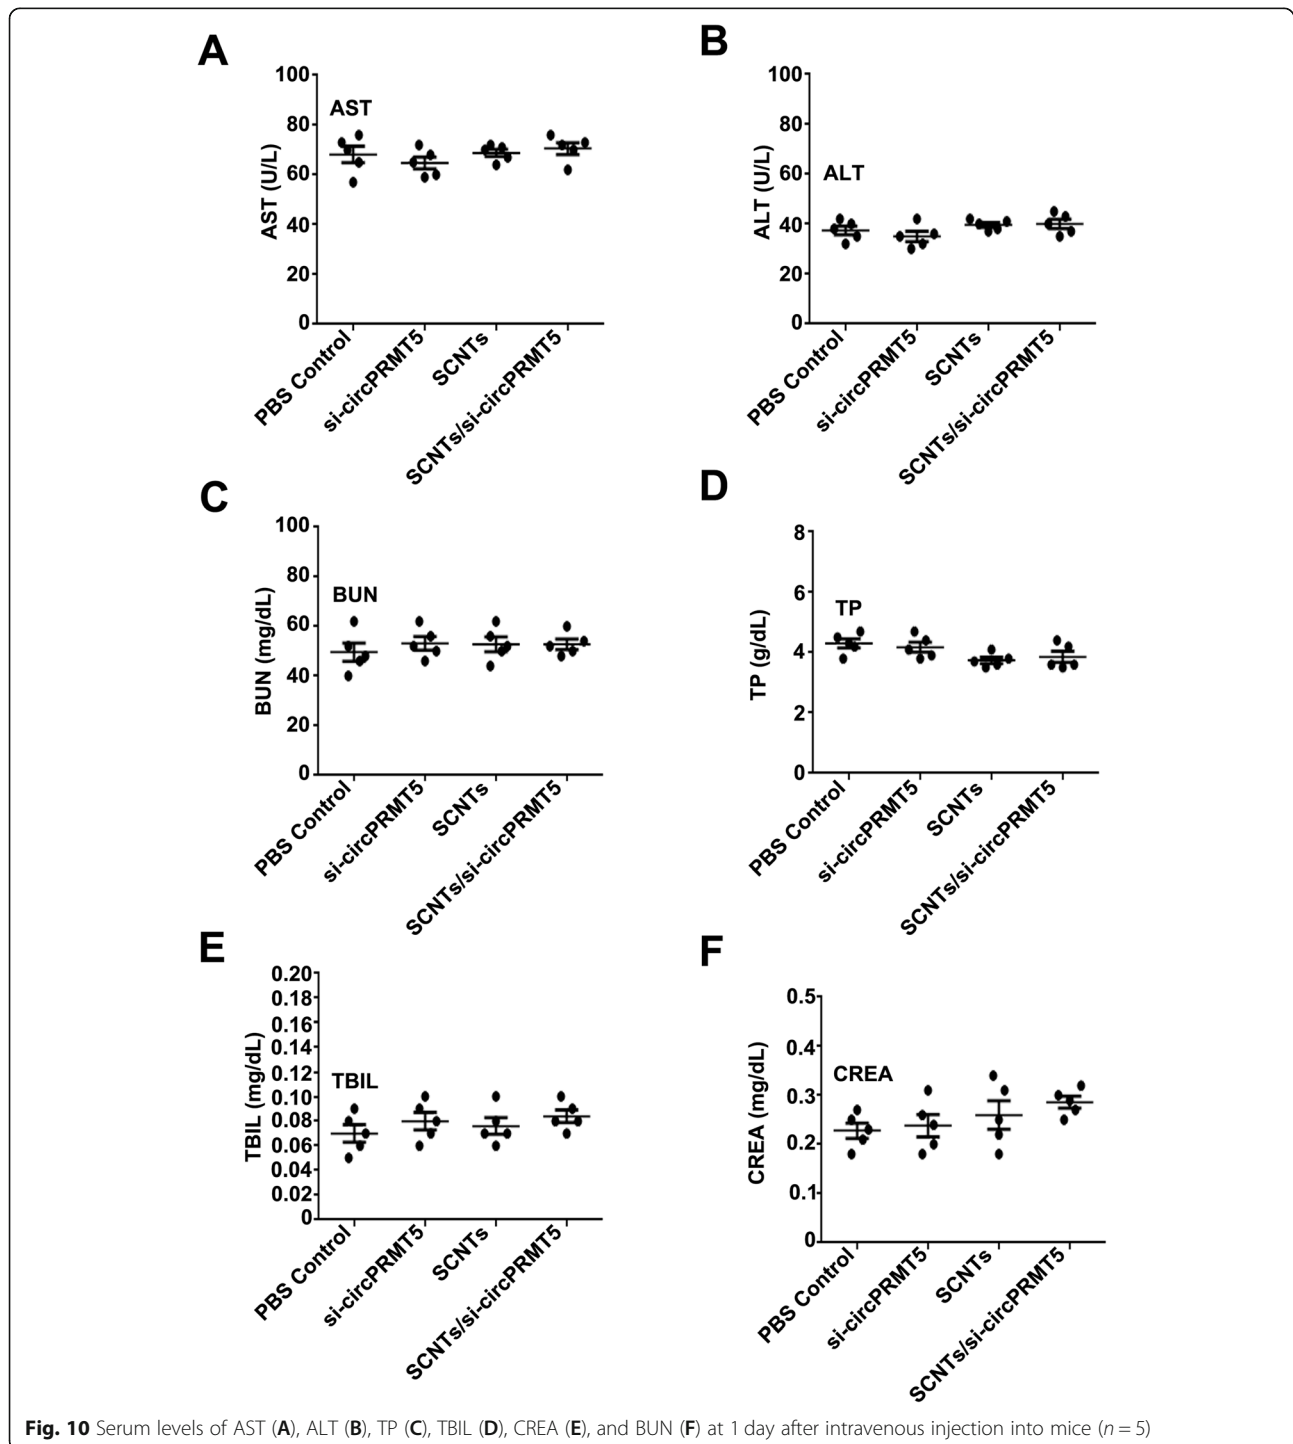 A
AST (U/L)
100
80
60
40
20
0
AST
PBS Control
si-circPRMT5
SCNTs
SCNTs/si-circPRMT5
B
ALT (U/L)
100
80
60
40
20
0
ALT
PBS Control
si-circPRMT5
SCNTs
SCNTs/si-circPRMT5
C
BUN (mg/dL)
100
80
60
40
20
0
BUN
PBS Control
si-circPRMT5
SCNTs
SCNTs/si-circPRMT5
D
TP (g/dL)
8
6
4
2
0
TP
PBS Control
si-circPRMT5
SCNTs
SCNTs/si-circPRMT5
E
TBIL (mg/dL)
0.20
0.18
0.16
0.14
0.12
0.10
0.08
0.06
0.04
0.02
0
TBIL
PBS Control
si-circPRMT5
SCNTs
SCNTs/si-circPRMT5
F
CREA (mg/dL)
0.5
0.4
0.3
0.2
0.1
0
CREA
PBS Control
si-circPRMT5
SCNTs
SCNTs/si-circPRMT5
Fig. 10 Serum levels of AST (A), ALT (B), TP (C), TBIL (D), CREA (E), and BUN (F) at 1 day after intravenous injection into mice (n = 5)